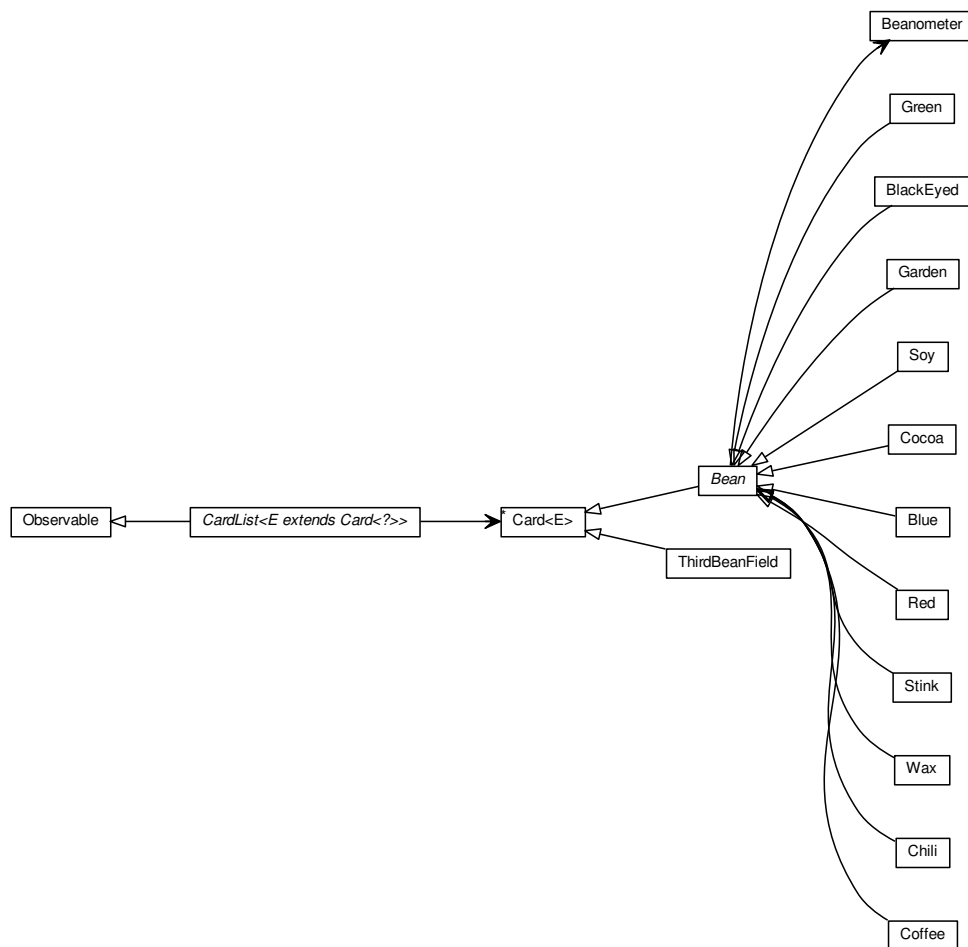 Beanometer
Green
BlackEyed
Garden
Soy
Cocoa
Bean
Observable
CardList<E extends Card<?>>
* Card<E>
Blue
ThirdBeanField
Red
Stink
Wax
Chili
Coffee